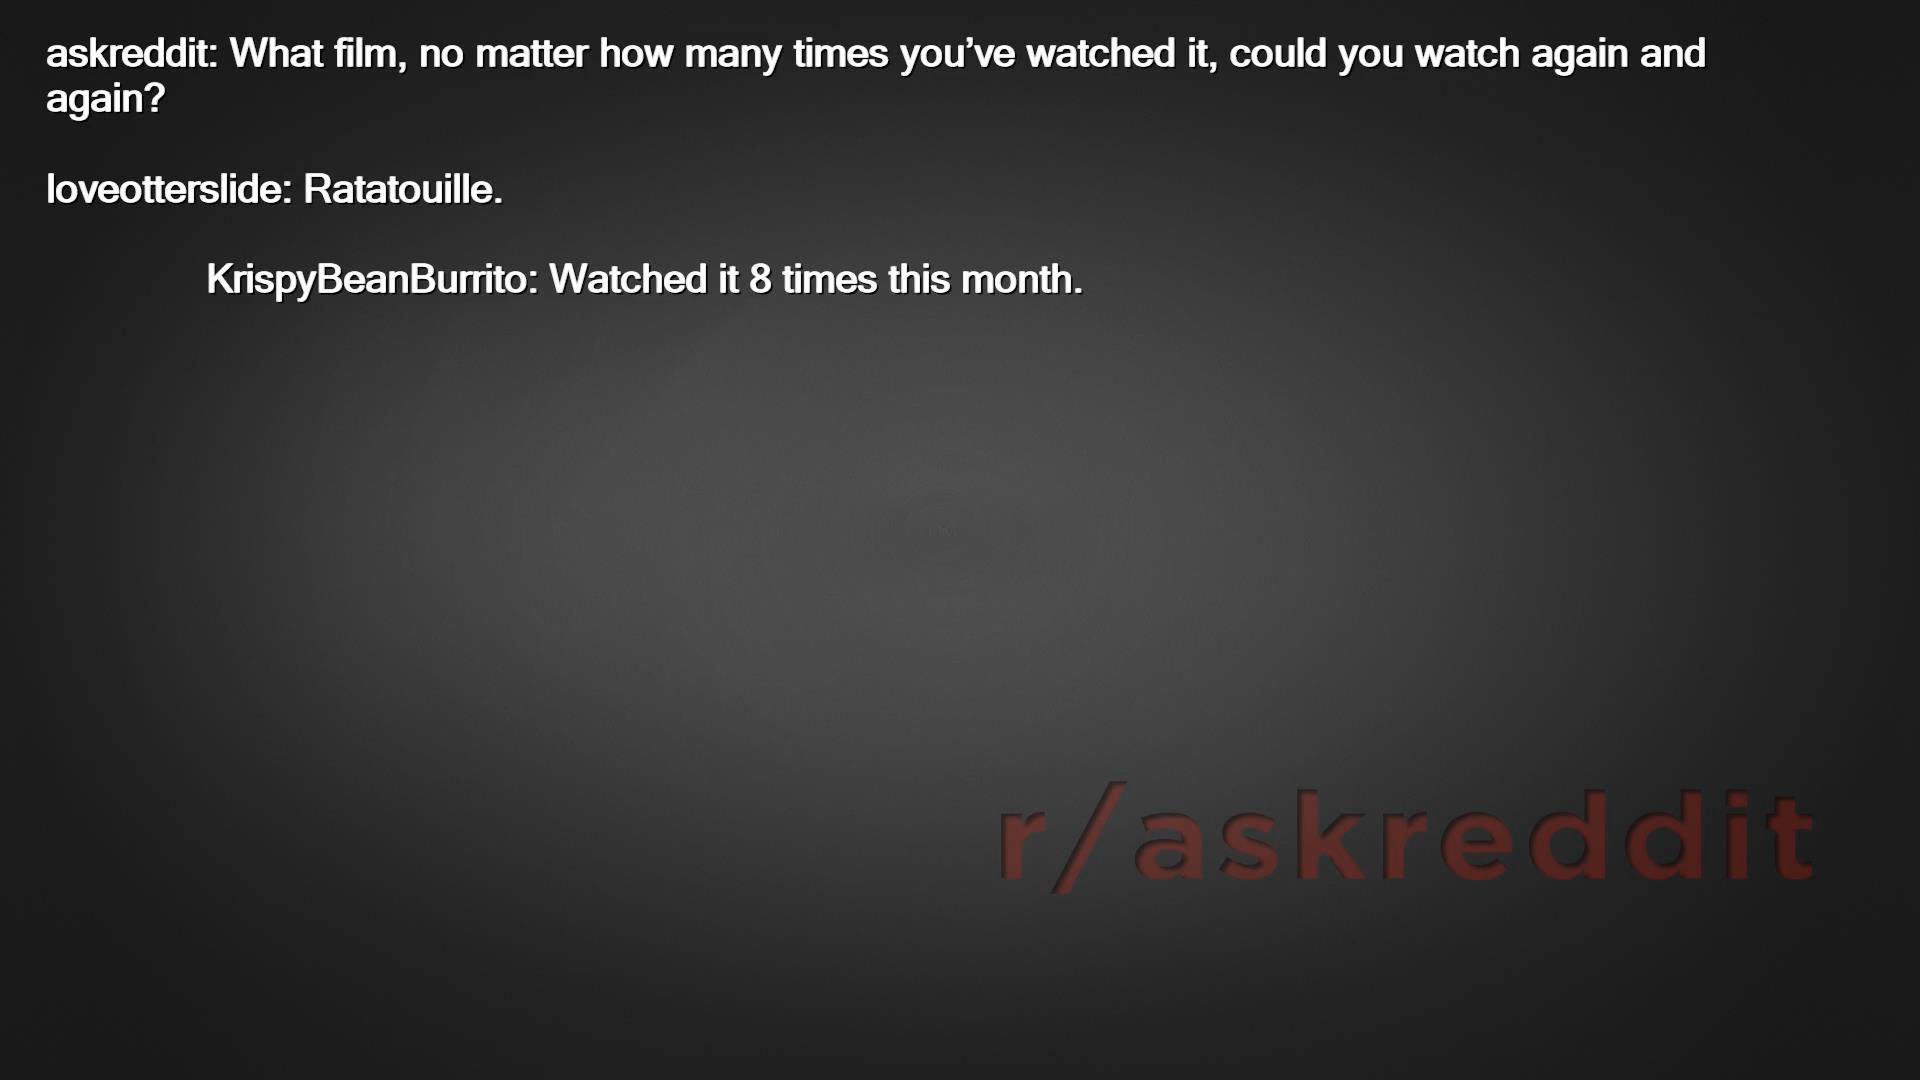 askreddit: What film, no matter how many times you’ve watched it, could you watch again and
again?
loveotterslide: Ratatouille.
KrispyBeanBurrito: Watched it 8 times this month.
r/askreddit